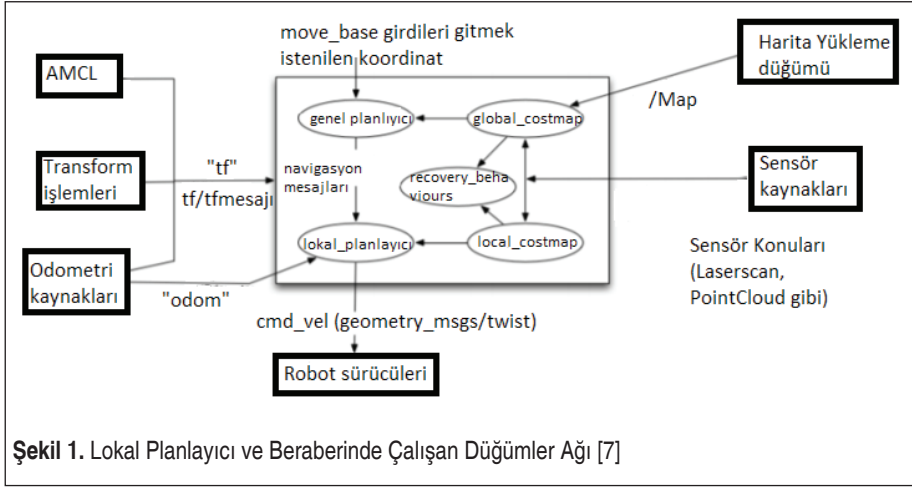 move_base girdileri gitmek
istenilen koordinat
AMCL
Harita Yükleme
düğümü
/Map
genel planlıyıcı
global_costmap
Transform
işlemleri
"tf"
tf/tfmesajı
navigasyon
mesajları
recovery_beha
viours
Sensör
kaynakları
lokal_planlayıcı
local_costmap
Odometri
kaynakları
"odom"
Sensör Konuları
(Laserscan,
PointCloud gibi)
cmd_vel (geometry_msgs/twist)
Robot sürücüleri
Şekil 1. Lokal Planlayıcı ve Beraberinde Çalışan Düğümler Ağı [7]